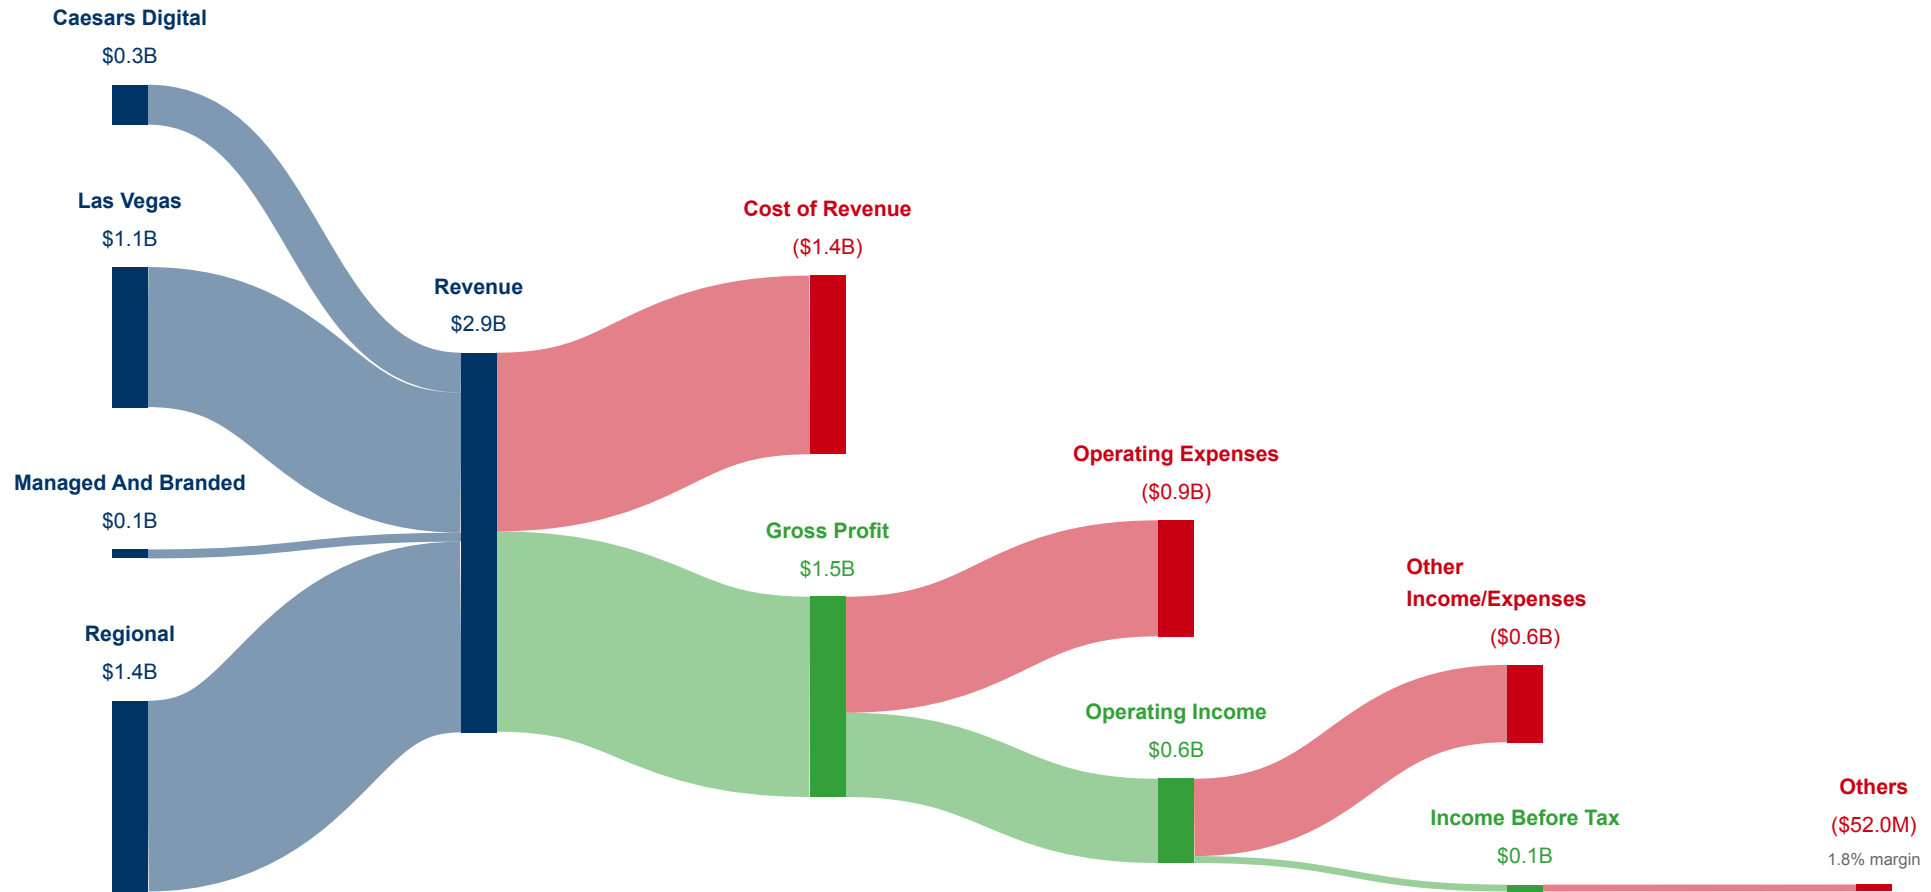 Caesars Digital
$0.3B
Las Vegas
$1.1B
Managed And Branded
$0.1B
Regional
$1.4B
Revenue
$2.9B
Cost of Revenue
($1.4B)
Gross Profit
$1.5B
Operating Expenses
($0.9B)
Operating Income
$0.6B
Other
Income/Expenses
($0.6B)
Income Before Tax
$0.1B
Others
($52.0M)
1.8% margin